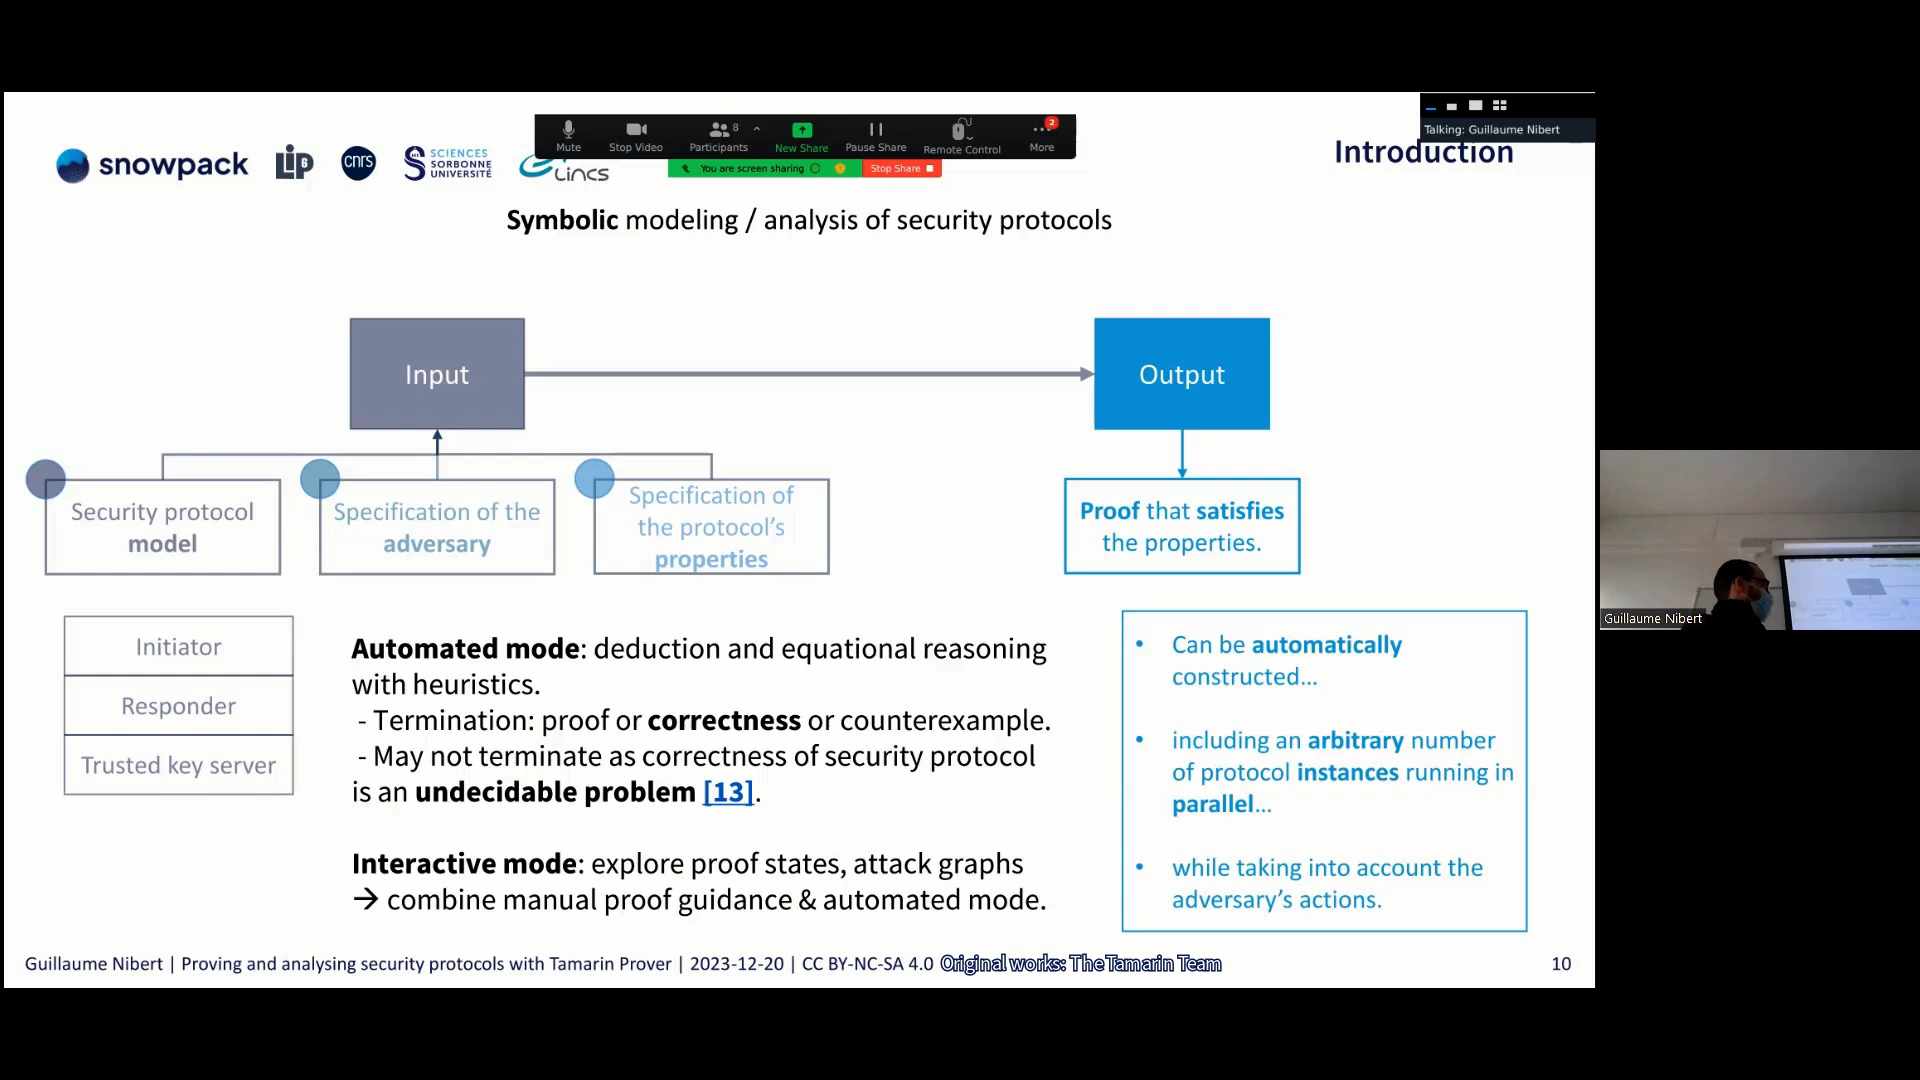 Mute
Stop Video
Participants
8
New Share
Pause Share
Remote Control
More
2
You are screen sharing
Stop Share
Talking: Guillaume Nibert
snowpack
LIP6
cnrs
SCIENCES
SORBONNE
UNIVERSITÉ
LINCS
Introduction
Symbolic modeling / analysis of security protocols
Input
Output
Security protocol
model
Specification of the
adversary
Specification of
the protocol's
properties
Proof that satisfies
the properties.
Initiator
Responder
Trusted key server
Automated mode: deduction and equational reasoning
with heuristics.
- Termination: proof or correctness or counterexample.
- May not terminate as correctness of security protocol
is an undecidable problem [13].
Interactive mode: explore proof states, attack graphs
→ combine manual proof guidance & automated mode.
• Can be automatically
constructed...
• including an arbitrary number
of protocol instances running in
parallel...
• while taking into account the
adversary's actions.
Guillaume Nibert
Guillaume Nibert | Proving and analysing security protocols with Tamarin Prover | 2023-12-20 | CC BY-NC-SA 4.0 Original works: The Tamarin Team
10